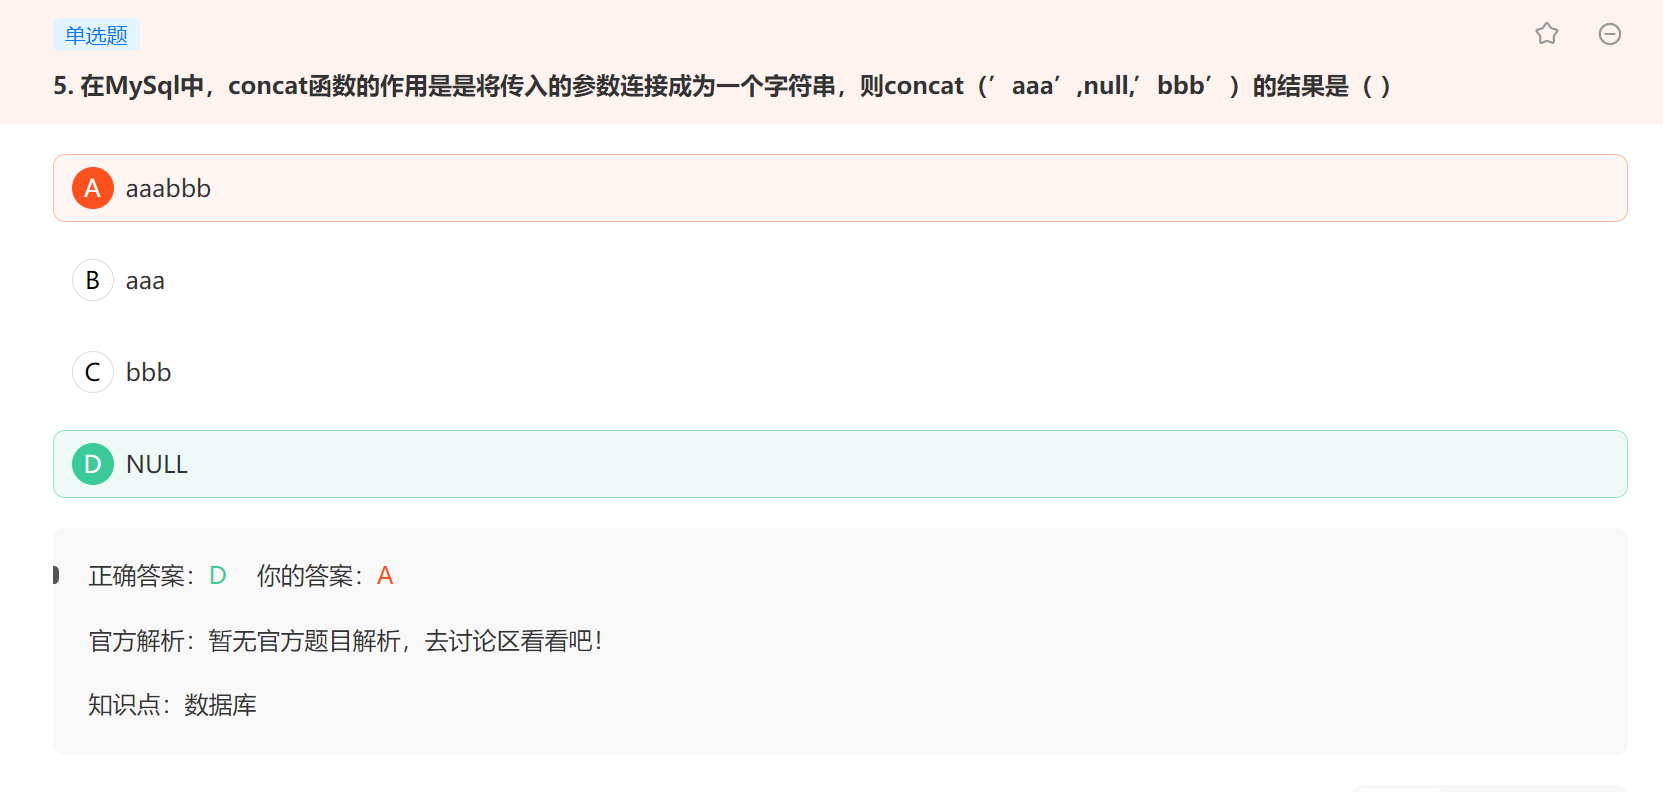 单选题
5. 在MySql中，concat函数的作用是是将传入的参数连接成为一个字符串，则concat（’aaa’,null,’bbb’）的结果是（ ）
A aaabbb
B aaa
C bbb
D NULL
正确答案：D 你的答案：A
官方解析：暂无官方题目解析，去讨论区看看吧！
知识点：数据库